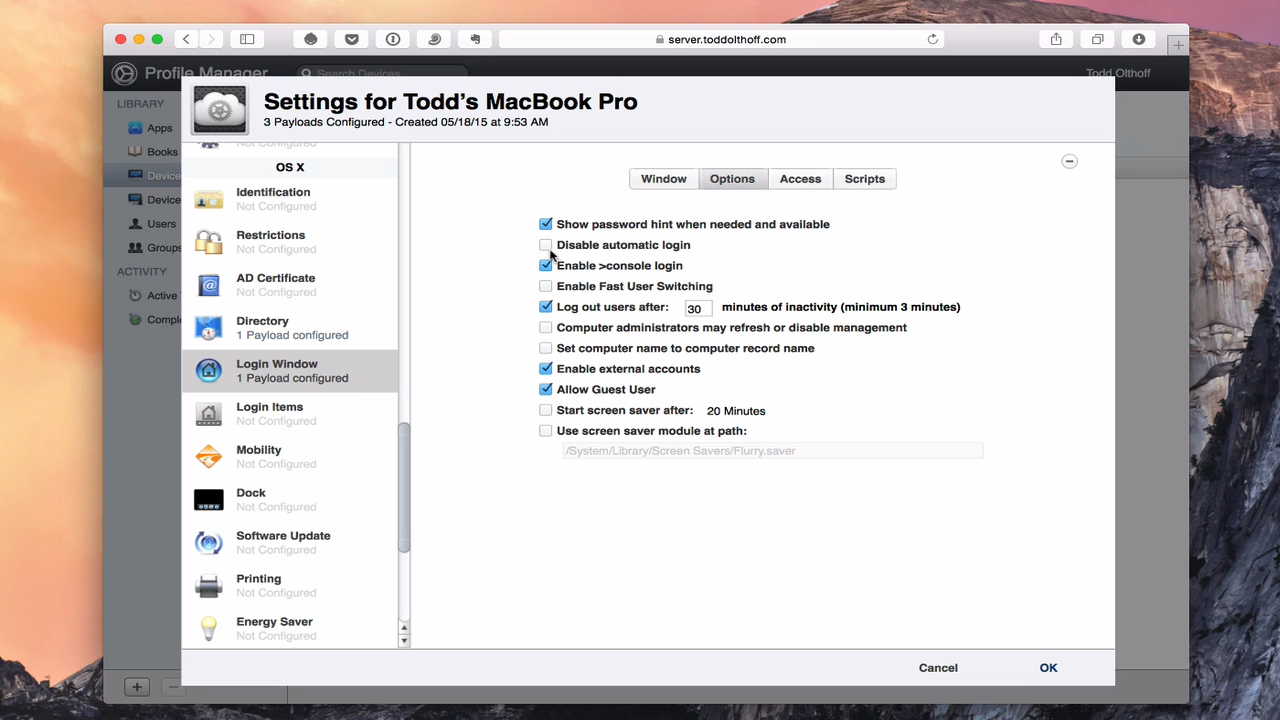 server.toddolthoff.com
Profile Manager
Search Devices
Todd Olthoff
LIBRARY
Apps
Books
Device
Device
Users
Groups
ACTIVITY
Active
Comple
Settings for Todd's MacBook Pro
3 Payloads Configured - Created 05/18/15 at 9:53 AM
Not Configured
OS X
Identification
Not Configured
Restrictions
Not Configured
AD Certificate
Not Configured
Directory
1 Payload configured
Login Window
1 Payload configured
Login Items
Not Configured
Mobility
Not Configured
Dock
Not Configured
Software Update
Not Configured
Printing
Not Configured
Energy Saver
Not Configured
Window Options Access Scripts
Show password hint when needed and available
Disable automatic login
Enable >console login
Enable Fast User Switching
Log out users after: 30 minutes of inactivity (minimum 3 minutes)
Computer administrators may refresh or disable management
Set computer name to computer record name
Enable external accounts
Allow Guest User
Start screen saver after: 20 Minutes
Use screen saver module at path:
/System/Library/Screen Savers/Flurry.saver
Cancel OK